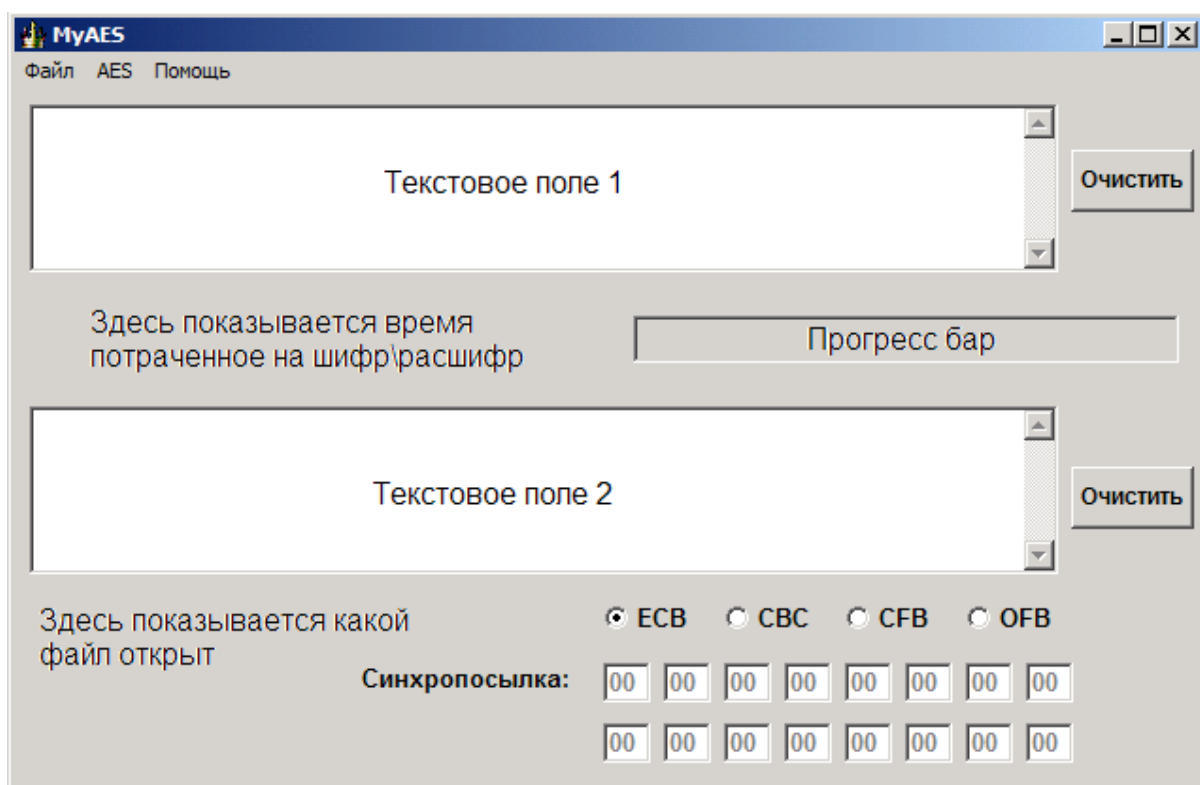 MyAES
Файл AES Помощь
Текстовое поле 1
Очистить
Здесь показывается время
потраченное на шифр\расшифр
Прогресс бар
Текстовое поле 2
Очистить
Здесь показывается какой
файл открыт
ECB CBC CFB OFB
Синхропосылка: 00 00 00 00 00 00 00 00
00 00 00 00 00 00 00 00